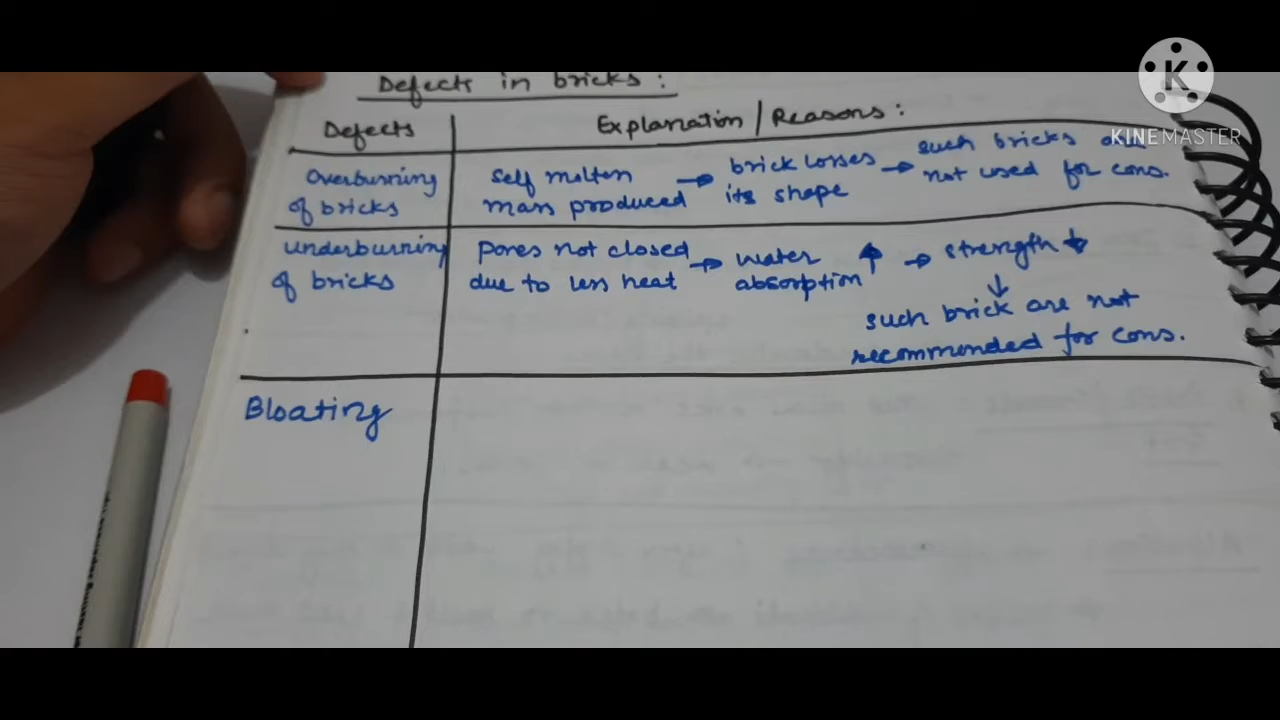 Defects in bricks :
Defects
Explanation / Reasons :
Overburning
of bricks
Self molten
mass produced
→
brick losses
its shape
→
such bricks
not used for cons.
Underburning
of bricks
Pores not closed
due to less heat
→
water
absorption ↑
→
strength ↓
↓
such brick are not
recommended for cons.
Bloating
K
KINEMASTER